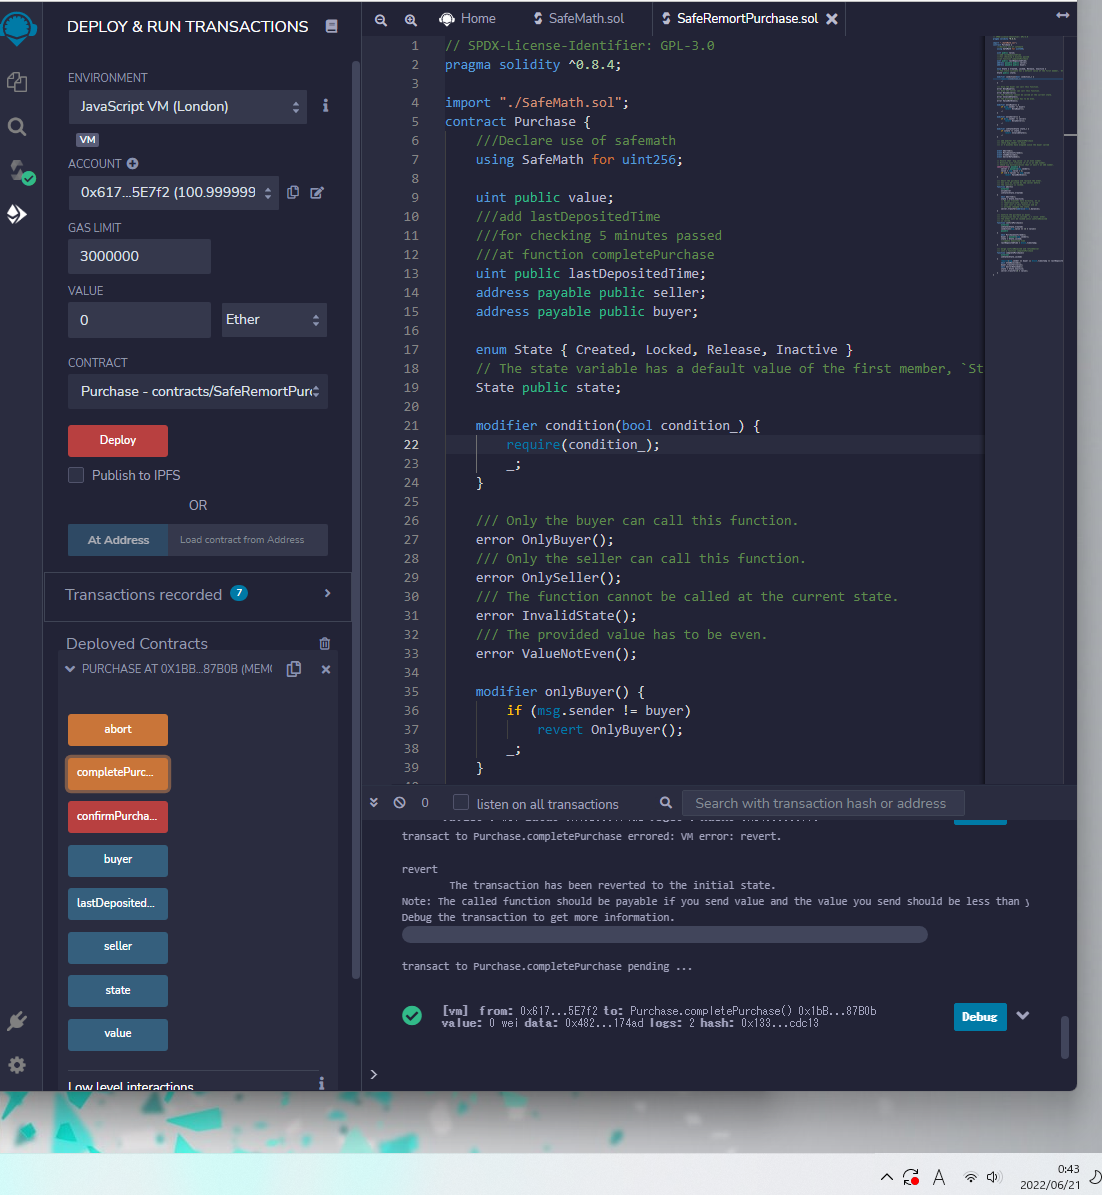 DEPLOY & RUN TRANSACTIONS
ENVIRONMENT
JavaScript VM (London)
VM
ACCOUNT
0x617...5E7f2 (100.999999
GAS LIMIT
3000000
VALUE
0
Ether
CONTRACT
Purchase - contracts/SafeRemortPurc
Deploy
Publish to IPFS
OR
At Address
Load contract from Address
Transactions recorded 7
Deployed Contracts
PURCHASE AT 0X1BB...87B0B (MEMO
abort
completePurc...
confirmPurcha...
buyer
lastDeposited...
seller
state
value
Low level interactions
Home
SafeMath.sol
SafeRemortPurchase.sol
1 // SPDX-License-Identifier: GPL-3.0
2 pragma solidity ^0.8.4;
3
4 import "./SafeMath.sol";
5 contract Purchase {
6 ///Declare use of safemath
7 using SafeMath for uint256;
8
9 uint public value;
10 ///add lastDepositedTime
11 ///for checking 5 minutes passed
12 ///at function completePurchase
13 uint public lastDepositedTime;
14 address payable public seller;
15 address payable public buyer;
16
17 enum State { Created, Locked, Release, Inactive }
18 // The state variable has a default value of the first member, `St
19 State public state;
20
21 modifier condition(bool condition_) {
22 require(condition_);
23 _;
24 }
25
26 /// Only the buyer can call this function.
27 error OnlyBuyer();
28 /// Only the seller can call this function.
29 error OnlySeller();
30 /// The function cannot be called at the current state.
31 error InvalidState();
32 /// The provided value has to be even.
33 error ValueNotEven();
34
35 modifier onlyBuyer() {
36 if (msg.sender != buyer)
37 revert OnlyBuyer();
38 _;
39 }
0
listen on all transactions
Search with transaction hash or address
transact to Purchase.completePurchase errored: VM error: revert.
revert
The transaction has been reverted to the initial state.
Note: The called function should be payable if you send value and the value you send should be less than y
Debug the transaction to get more information.
transact to Purchase.completePurchase pending ...
[vm] from: 0x617...5E7f2 to: Purchase.completePurchase() 0x1bB...87B0b
value: 0 wei data: 0x482...174ad logs: 2 hash: 0x133...cdc13
Debug
>
A
0:43
2022/06/21